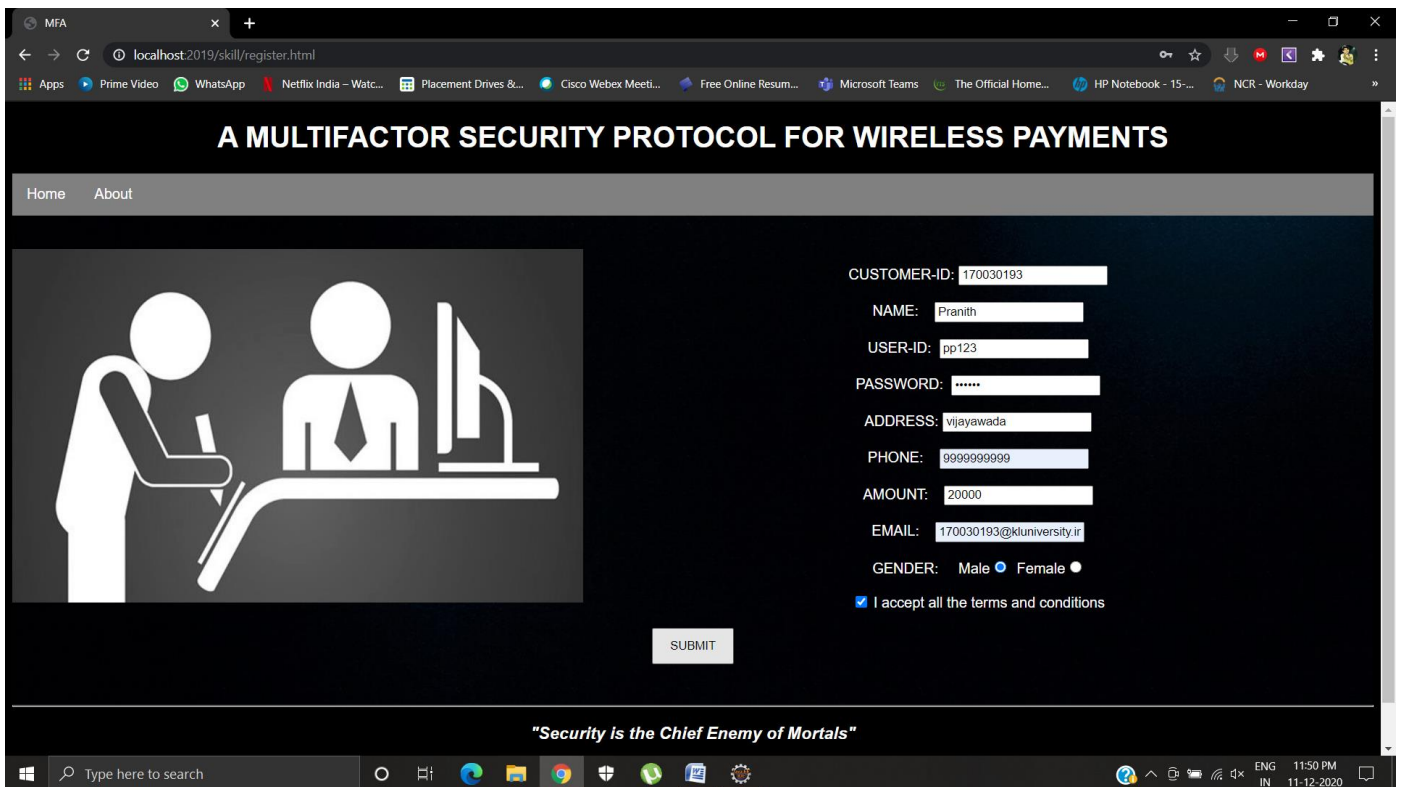 MFA
localhost:2019/skill/register.html
Apps Prime Video WhatsApp Netflix India – Watc... Placement Drives &... Cisco Webex Meeti... Free Online Resum... Microsoft Teams The Official Home... HP Notebook - 15-... NCR - Workday »
A MULTIFACTOR SECURITY PROTOCOL FOR WIRELESS PAYMENTS
Home About
CUSTOMER-ID: 170030193
NAME: Pranith
USER-ID: pp123
PASSWORD: ••••••
ADDRESS: vijayawada
PHONE: 9999999999
AMOUNT: 20000
EMAIL: 170030193@kluniversity.in
GENDER: Male Female
I accept all the terms and conditions
SUBMIT
"Security is the Chief Enemy of Mortals"
Type here to search
ENG 11:50 PM
IN 11-12-2020